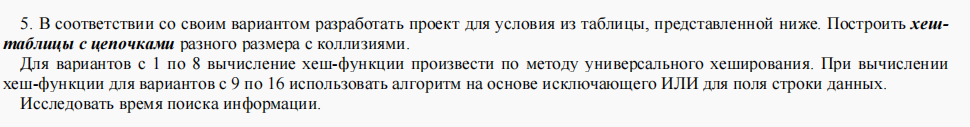 5. В соответствии со своим вариантом разработать проект для условия из таблицы, представленной ниже. Построить хеш-
таблицы с цепочками разного размера с коллизиями.
Для вариантов с 1 по 8 вычисление хеш-функции произвести по методу универсального хеширования. При вычислении
хеш-функции для вариантов с 9 по 16 использовать алгоритм на основе исключающего ИЛИ для поля строки данных.
Исследовать время поиска информации.